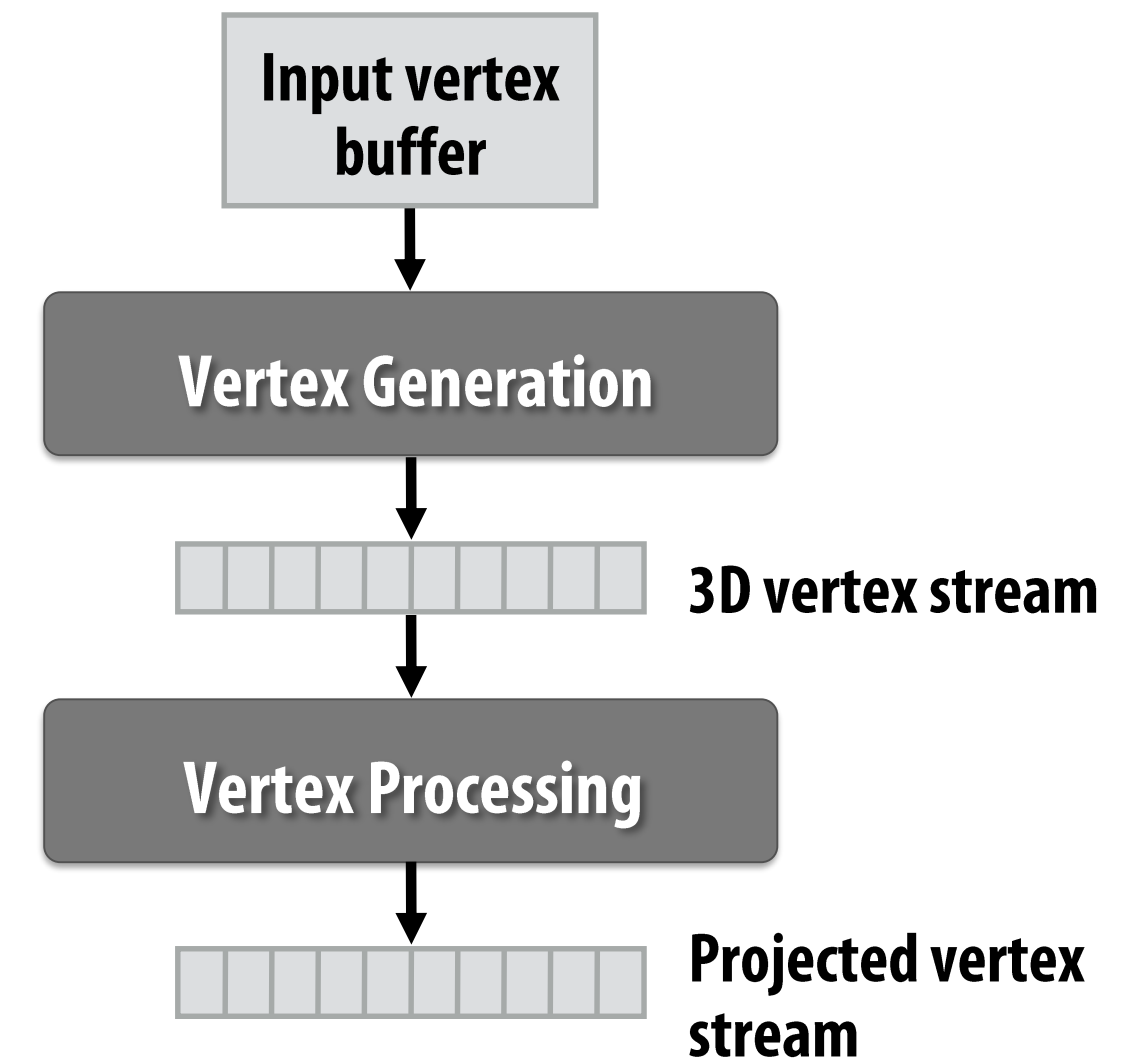 Input vertex
buffer
Vertex Generation
3D vertex stream
Vertex Processing
Projected vertex
stream